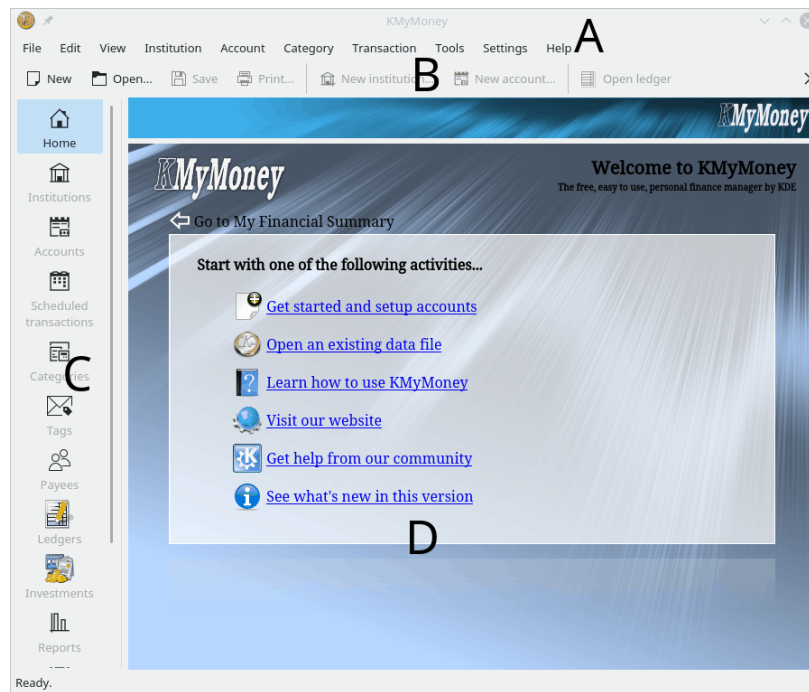 KMyMoney
File Edit View Institution Account Category Transaction Tools Settings Help A
New Open... Save Print... New institution... B New account... Open ledger
Home
Institutions
Accounts
Scheduled
transactions
Categories
C
Tags
Payees
Ledgers
Investments
Reports
KMyMoney
KMyMoney
Welcome to KMyMoney
The free, easy to use, personal finance manager by KDE
Go to My Financial Summary
Start with one of the following activities...
Get started and setup accounts
Open an existing data file
Learn how to use KMyMoney
Visit our website
Get help from our community
See what's new in this version
D
Ready.